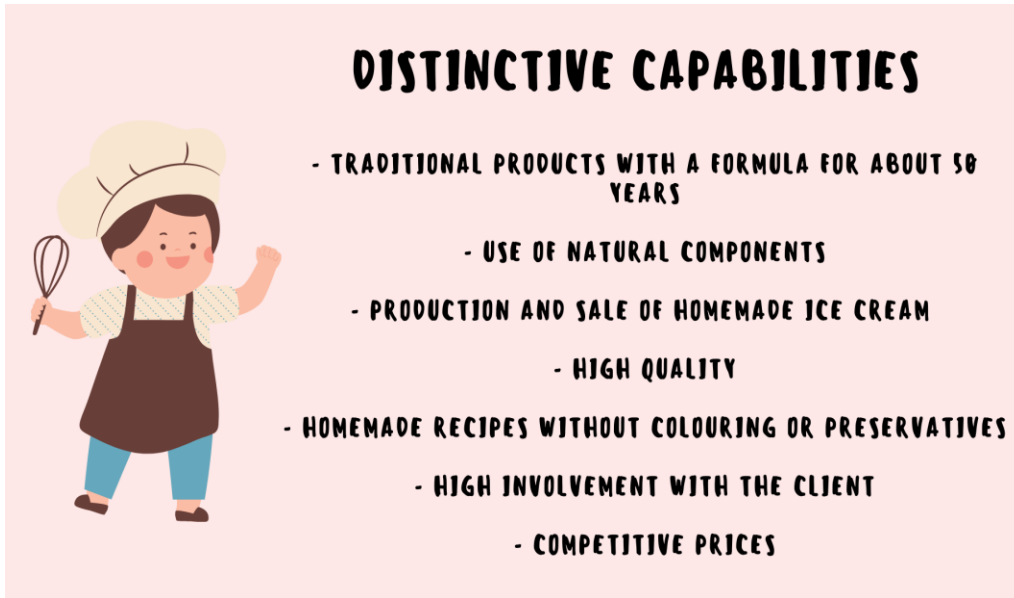 DISTINCTIVE CAPABILITIES
- TRADITIONAL PRODUCTS WITH A FORMULA FOR ABOUT 50
YEARS
- USE OF NATURAL COMPONENTS
- PRODUCTION AND SALE OF HOMEMADE ICE CREAM
- HIGH QUALITY
- HOMEMADE RECIPES WITHOUT COLOURING OR PRESERVATIVES
- HIGH INVOLVEMENT WITH THE CLIENT
- COMPETITIVE PRICES